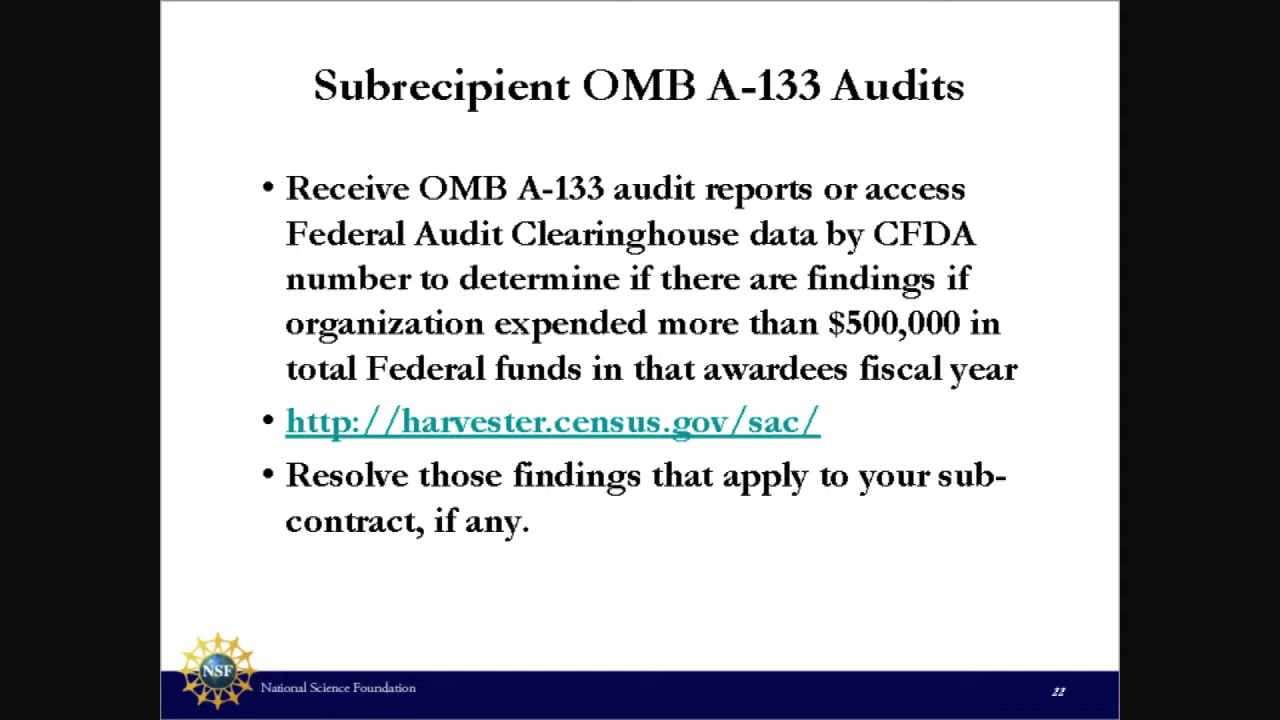 Subrecipient OMB A-133 Audits
• Receive OMB A-133 audit reports or access
Federal Audit Clearinghouse data by CFDA
number to determine if there are findings if
organization expended more than $500,000 in
total Federal funds in that awardees fiscal year
• http://harvester.census.gov/sac/
• Resolve those findings that apply to your sub-
contract, if any.
NSF
National Science Foundation
22